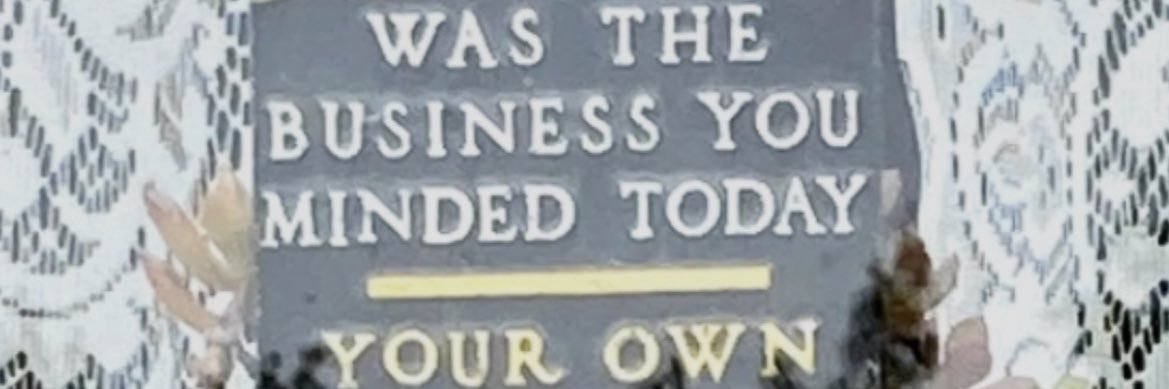 WAS THE
BUSINESS YOU
MINDED TODAY
YOUR OWN